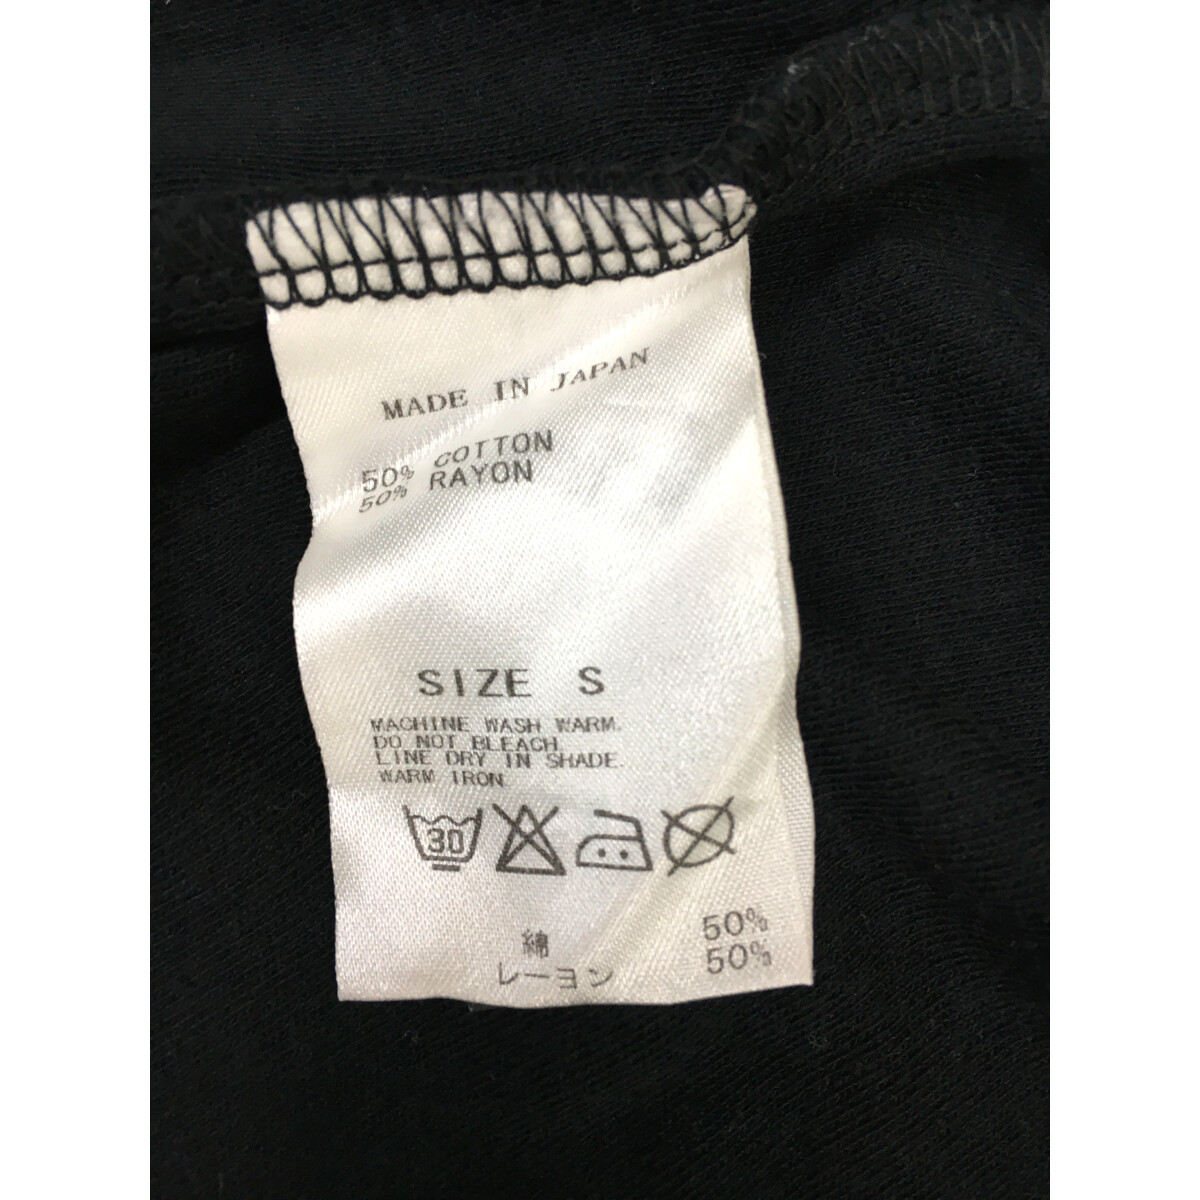 MADE IN JAPAN
50% COTTON
50% RAYON
SIZE S
MACHINE WASH WARM.
DO NOT BLEACH.
LINE DRY IN SHADE.
WARM IRON
30
綿 50%
レーヨン 50%